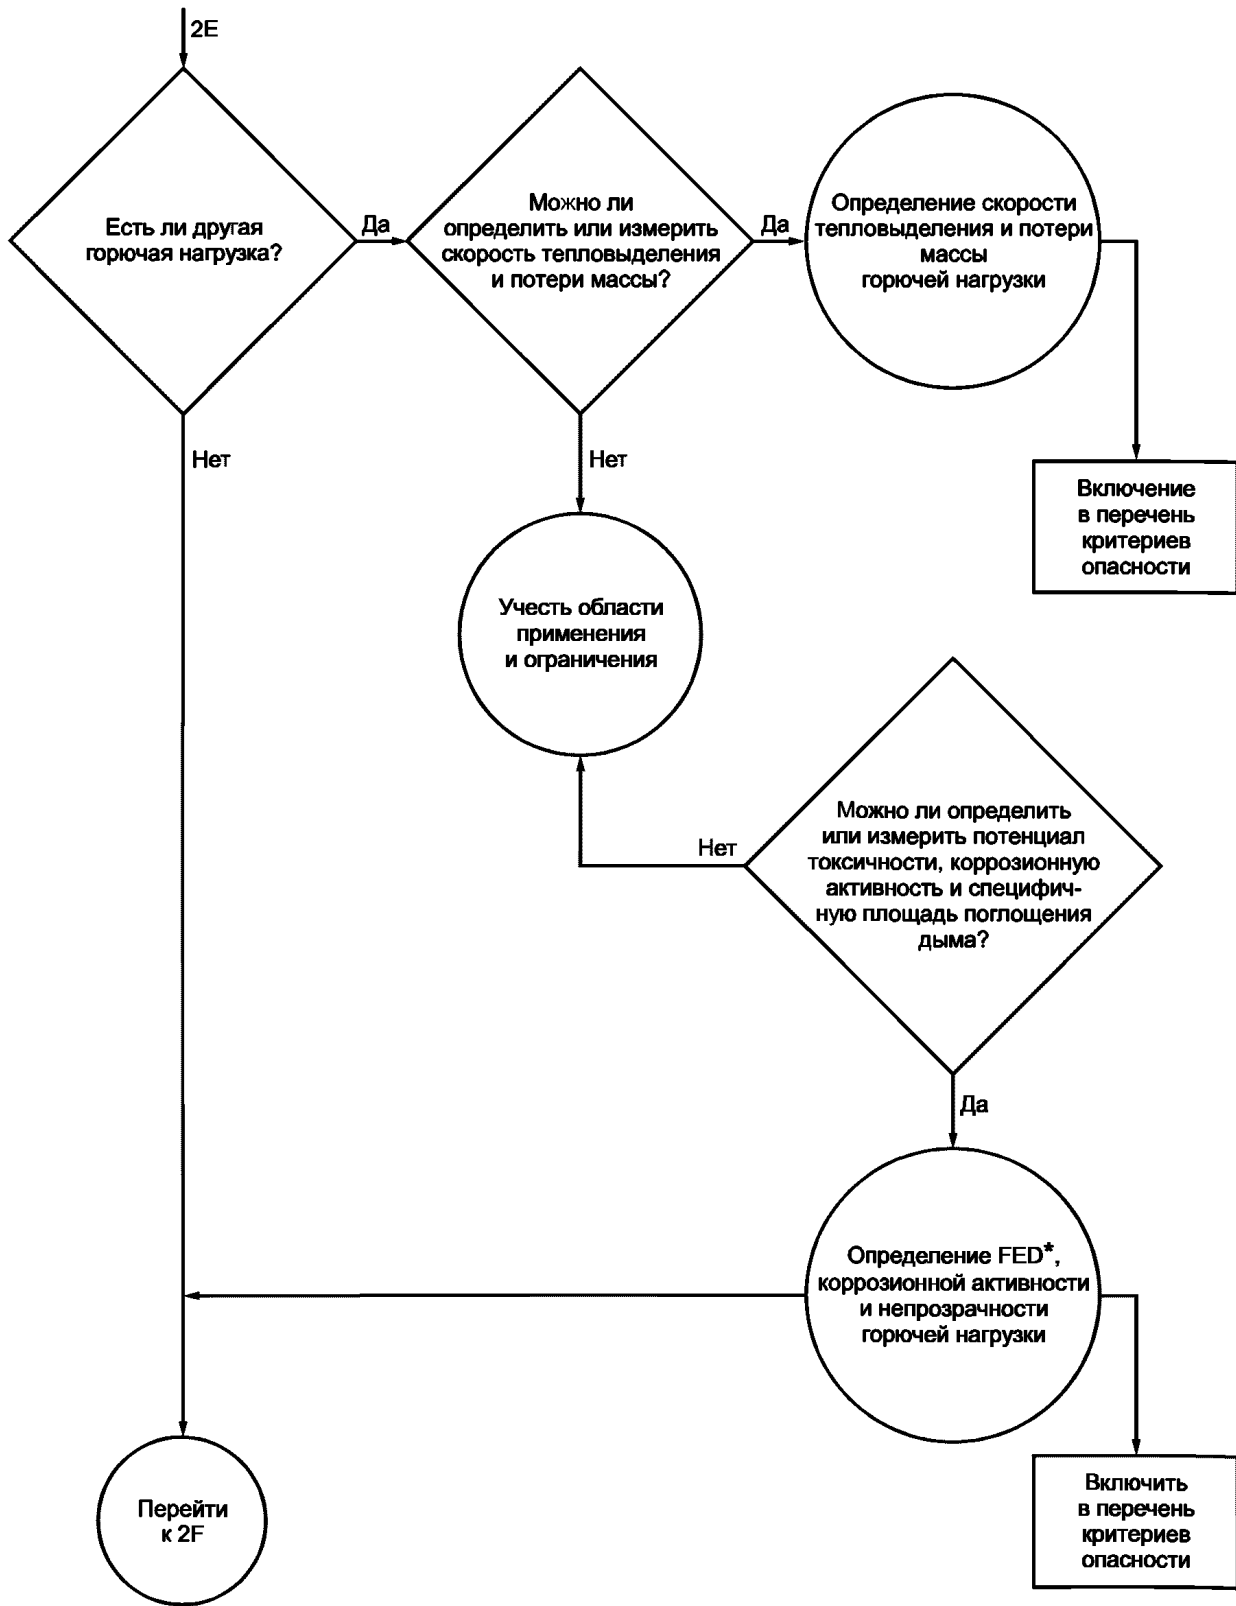 2E
Есть ли другая
горючая нагрузка?
Да
Можно ли
определить или измерить
скорость тепловыделения
и потери массы?
Да
Определение скорости
тепловыделения и потери
массы
горючей нагрузки
Нет
Нет
Включение
в перечень
критериев
опасности
Учесть области
применения
и ограничения
Можно ли определить
или измерить потенциал
токсичности, коррозионную
активность и специфич-
ную площадь поглощения
дыма?
Нет
Да
Определение FED*,
коррозионной активности
и непрозрачности
горючей нагрузки
Перейти
к 2F
Включить
в перечень
критериев
опасности